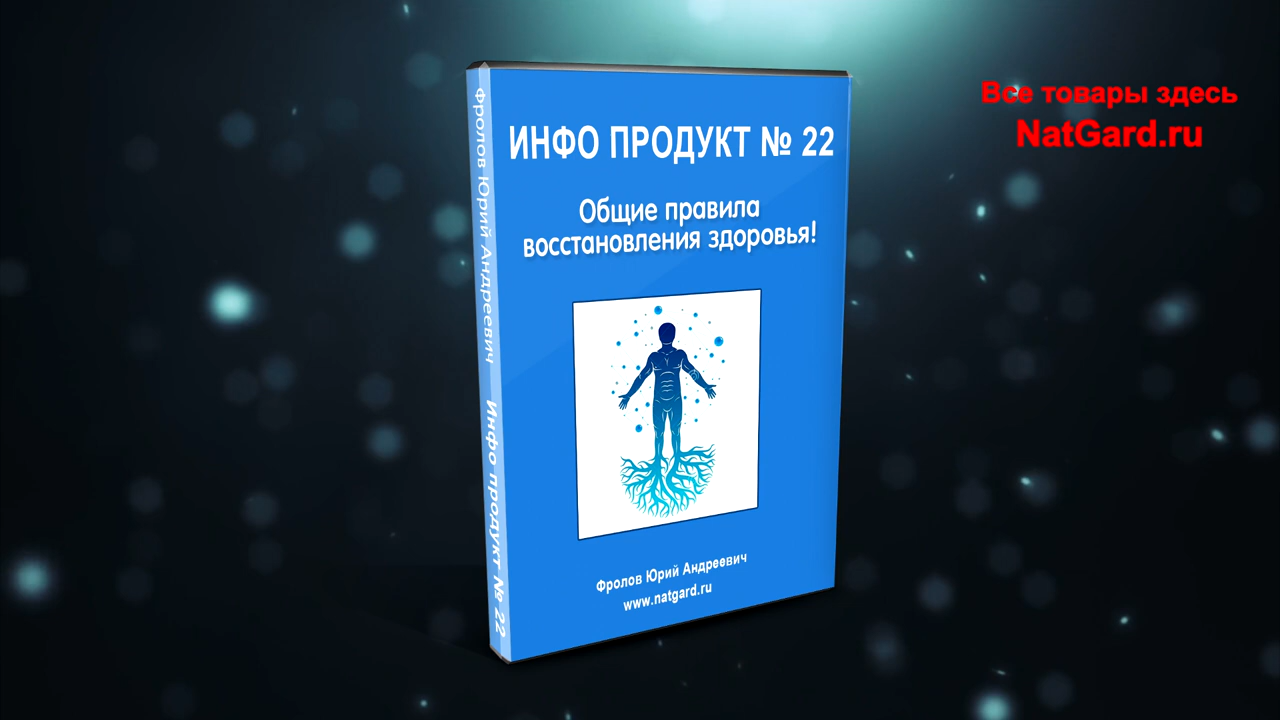 Все товары здесь
NatGard.ru
ИНФО ПРОДУКТ № 22
Общие правила
восстановления здоровья!
Фролов Юрий Андреевич
www.natgard.ru
Фролов Юрий Андреевич Инфо продукт № 22